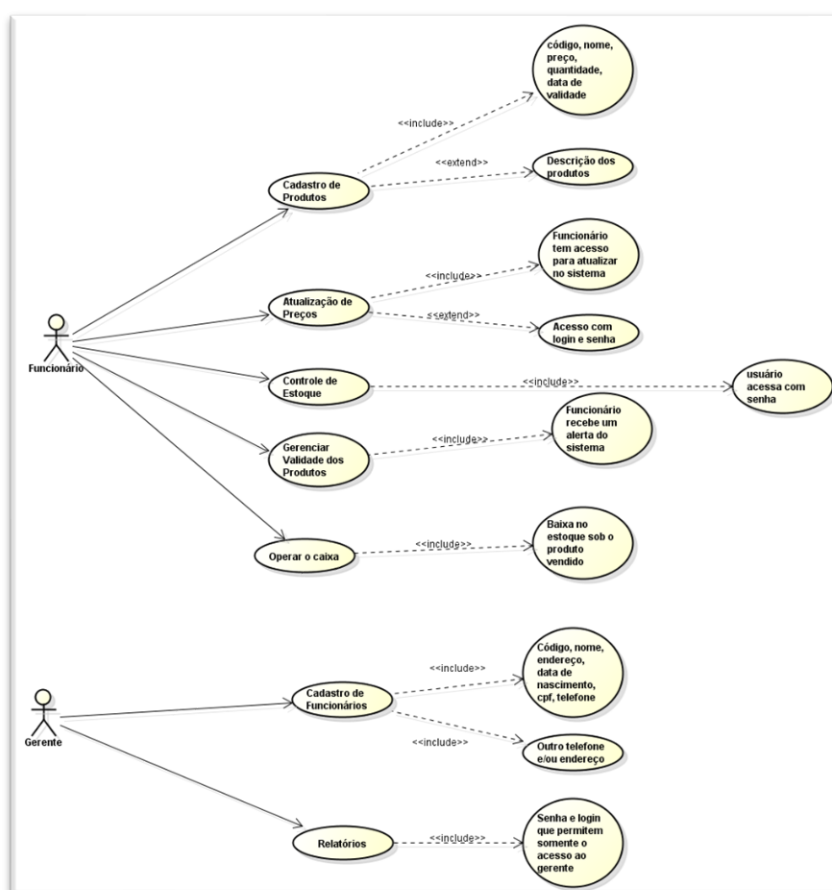 código, nome,
preço,
quantidade,
data de
validade
<<include>>
<<extend>>
Descrição dos
produtos
Cadastro de
Produtos
Funcionário
tem acesso
para atualizar
no sistema
<<include>>
Atualização de
Preços
<<extend>>
Acesso com
login e senha
Funcionário
Controle de
Estoque
<<include>>
usuário
acessa com
senha
Funcionário
recebe um
alerta do
sistema
<<include>>
Gerenciar
Validade dos
Produtos
Operar o caixa
<<include>>
Baixa no
estoque sob o
produto
vendido
Código, nome,
endereço,
data de
nascimento,
cpf, telefone
<<include>>
Cadastro de
Funcionários
<<include>>
Outro telefone
e/ou endereço
Gerente
Relatórios
<<include>>
Senha e login
que permitem
somente o
acesso ao
gerente